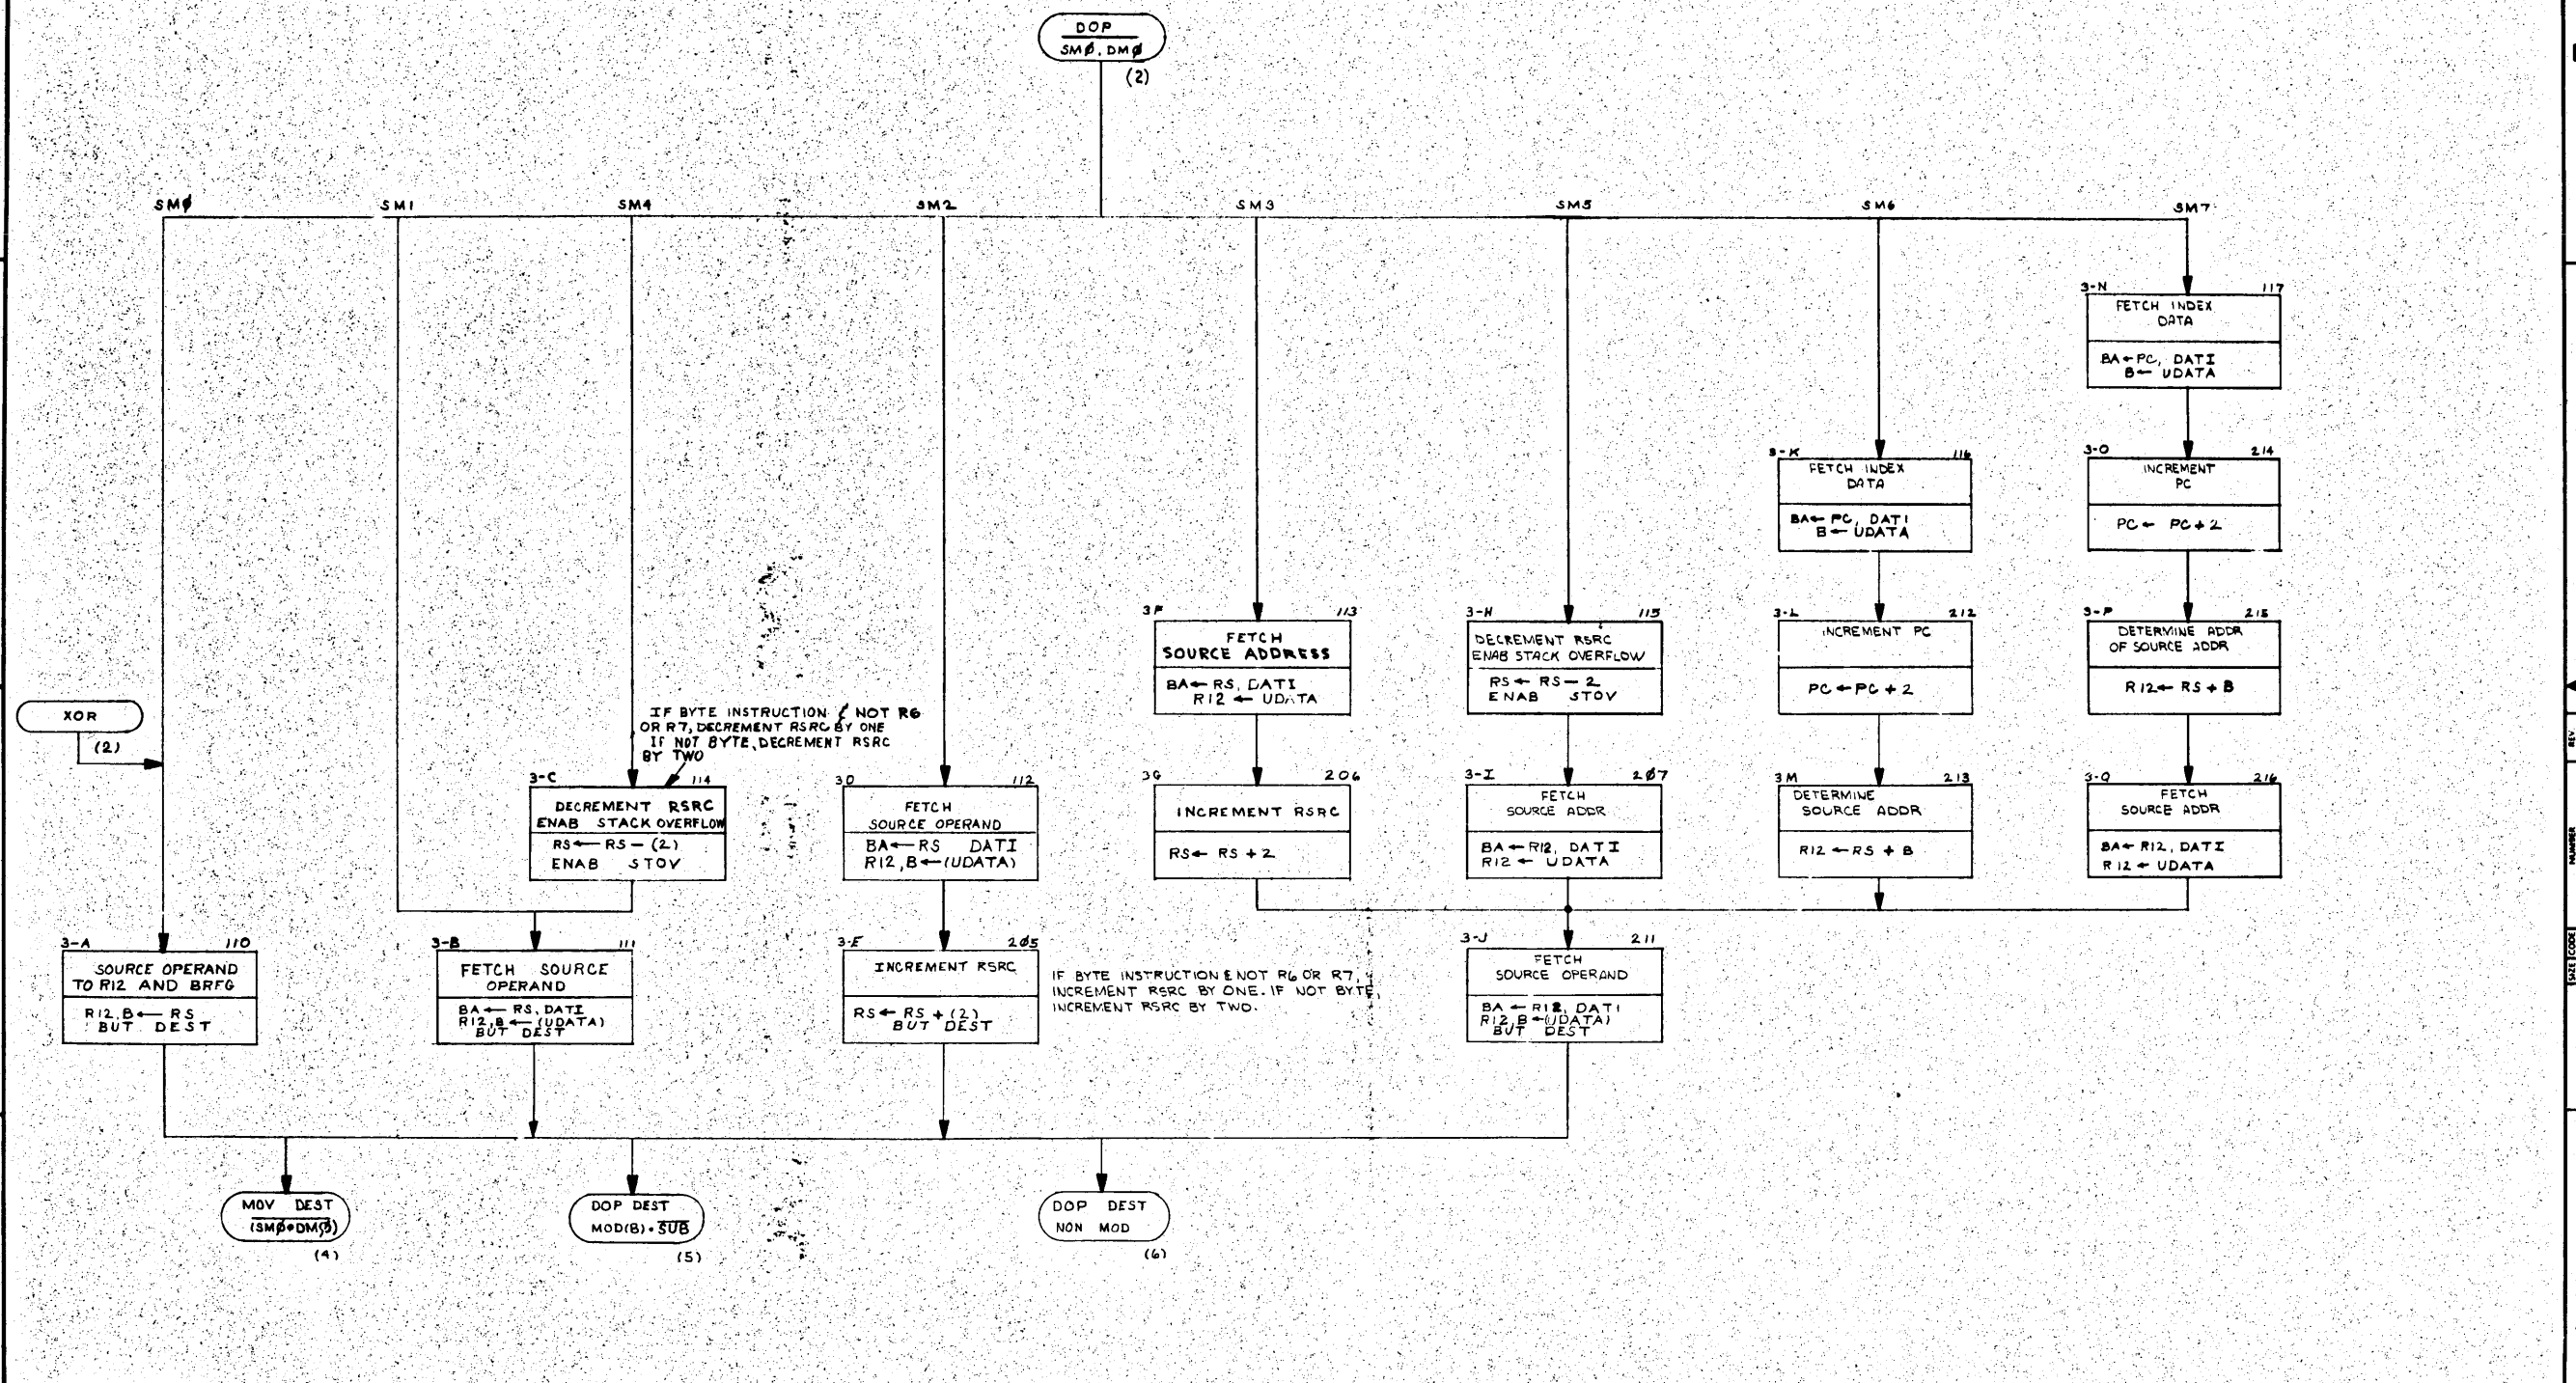 DOP
SMØ, DMØ
(2)
SMØ
SM1
SM4
SM2
SM3
SM5
SM6
SM7
3-N 117
FETCH INDEX
DATA
BA←PC, DATI
B←UDATA
3-K 116
FETCH INDEX
DATA
BA←PC, DATI
B←UDATA
3-O 214
INCREMENT
PC
PC← PC+2
3F 113
FETCH
SOURCE ADDRESS
BA←RS, DATI
R12 ← UDATA
3-H 115
DECREMENT RSRC
ENAB STACK OVERFLOW
RS← RS-2
ENAB STOV
3-L 212
INCREMENT PC
PC←PC+2
3-P 215
DETERMINE ADDR
OF SOURCE ADDR
R12← RS+B
XOR
(2)
IF BYTE INSTRUCTION & NOT R6
OR R7, DECREMENT RSRC BY ONE
IF NOT BYTE, DECREMENT RSRC
BY TWO
3-C 114
DECREMENT RSRC
ENAB STACK OVERFLOW
RS← RS-(2)
ENAB STOV
3D 112
FETCH
SOURCE OPERAND
BA←RS DATI
R12,B←(UDATA)
3G 206
INCREMENT RSRC
RS← RS+2
3-I 2Ø7
FETCH
SOURCE ADDR
BA←R12, DATI
R12← UDATA
3M 213
DETERMINE
SOURCE ADDR
R12←RS + B
3-Q 216
FETCH
SOURCE ADDR
BA←R12, DATI
R12← UDATA
3-A 110
SOURCE OPERAND
TO R12 AND BREG
R12,B← RS
BUT DEST
3-B 111
FETCH SOURCE
OPERAND
BA← RS, DATI
R12,B←(UDATA)
BUT DEST
3-E 2Ø5
INCREMENT RSRC
RS←RS+(2)
BUT DEST
IF BYTE INSTRUCTION & NOT R6 OR R7,
INCREMENT RSRC BY ONE. IF NOT BYTE,
INCREMENT RSRC BY TWO.
3-J 211
FETCH
SOURCE OPERAND
BA←R12, DATI
R12,B←(UDATA)
BUT DEST
MOV DEST
(SMØ•DMØ)
(4)
DOP DEST
MOD(B)•SUB
(5)
DOP DEST
NON MOD
(6)
REV.
NUMBER
SIZE CODE